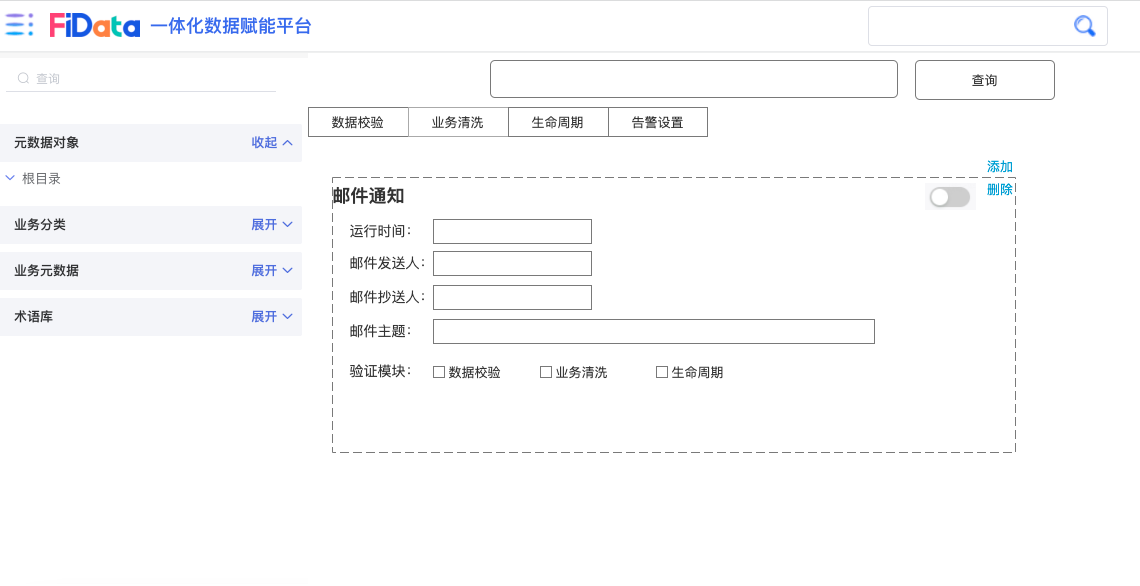 FiData 一体化数据赋能平台
查询
元数据对象 收起
根目录
业务分类 展开
业务元数据 展开
术语库 展开
查询
数据校验 业务清洗 生命周期 告警设置
添加
删除
邮件通知
运行时间：
邮件发送人：
邮件抄送人：
邮件主题：
验证模块： 数据校验 业务清洗 生命周期